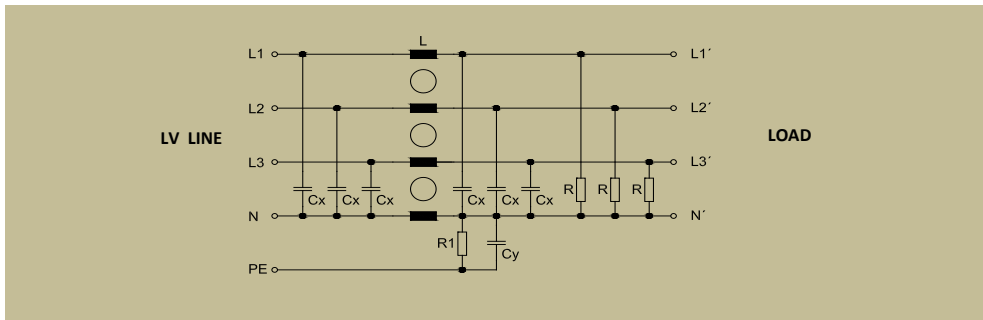 L
L1
L1´
L2
L2´
LV LINE
LOAD
L3
L3´
Cx Cx Cx Cx Cx Cx R R R
N
N´
R1
Cy
PE